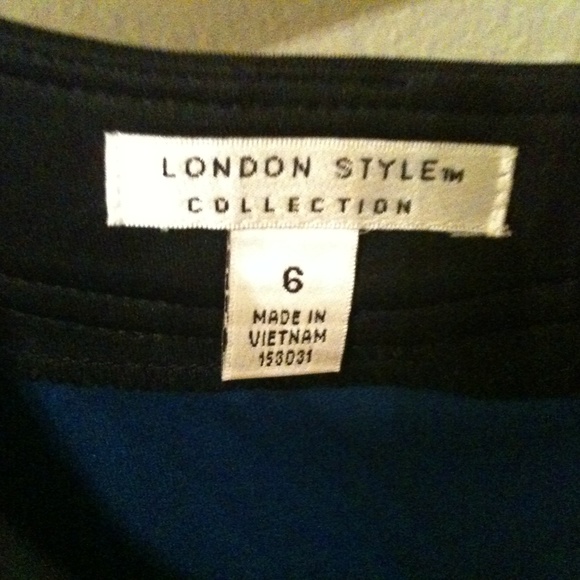 LONDON STYLE™
COLLECTION
6
MADE IN
VIETNAM
153031